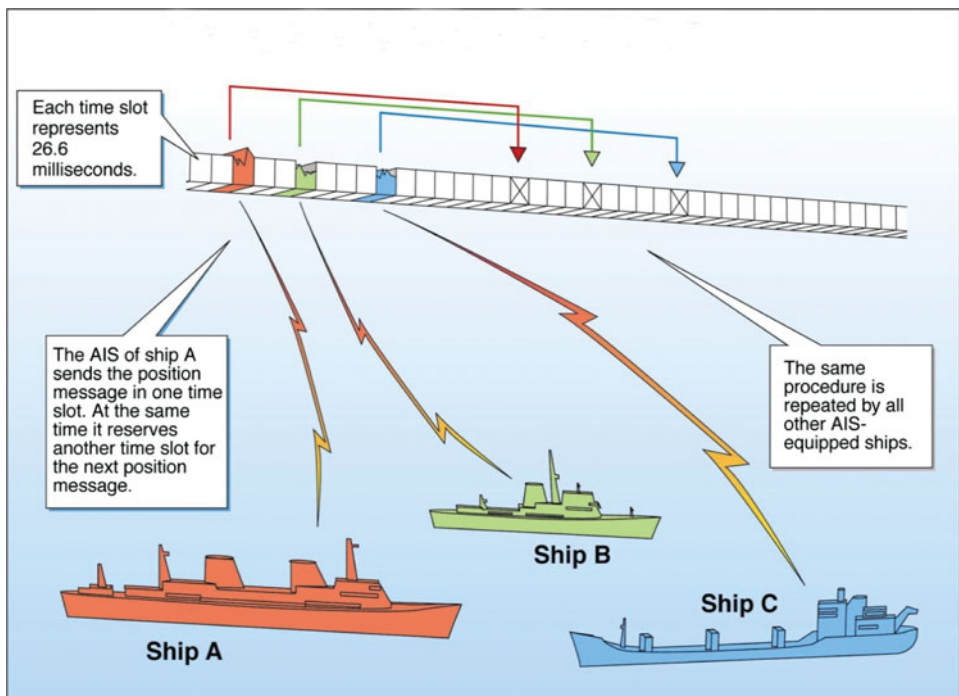 Each time slot
represents
26.6
milliseconds.
The AIS of ship A
sends the position
message in one time
slot. At the same
time it reserves
another time slot for
the next position
message.
The same
procedure is
repeated by all
other AIS-
equipped ships.
Ship B
Ship C
Ship A